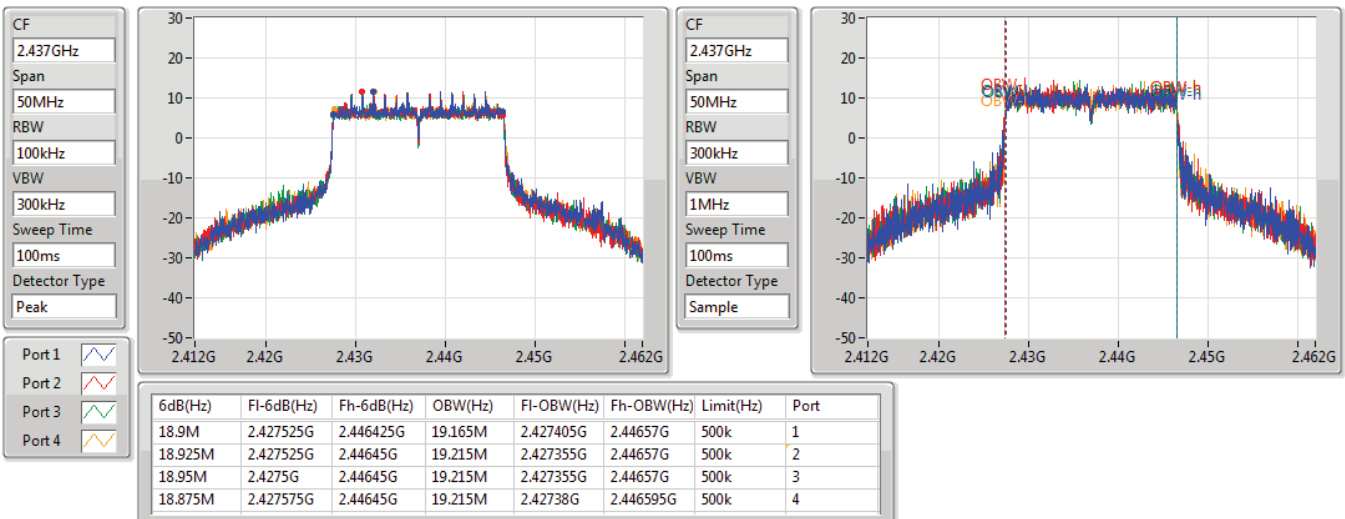 CF
2.437GHz
Span
50MHz
RBW
100kHz
VBW
300kHz
Sweep Time
100ms
Detector Type
Peak
30
20
10
0
-10
-20
-30
-40
-50
2.412G 2.42G 2.43G 2.44G 2.45G 2.462G
CF
2.437GHz
Span
50MHz
RBW
300kHz
VBW
1MHz
Sweep Time
100ms
Detector Type
Sample
30
20
10
0
-10
-20
-30
-40
-50
2.412G 2.42G 2.43G 2.44G 2.45G 2.462G
Port 1
Port 2
Port 3
Port 4
6dB(Hz) Fl-6dB(Hz) Fh-6dB(Hz) OBW(Hz) Fl-OBW(Hz) Fh-OBW(Hz) Limit(Hz) Port
18.9M 2.427525G 2.446425G 19.165M 2.427405G 2.44657G 500k 1
18.925M 2.427525G 2.44645G 19.215M 2.427355G 2.44657G 500k 2
18.95M 2.4275G 2.44645G 19.215M 2.427355G 2.44657G 500k 3
18.875M 2.427575G 2.44645G 19.215M 2.42738G 2.446595G 500k 4